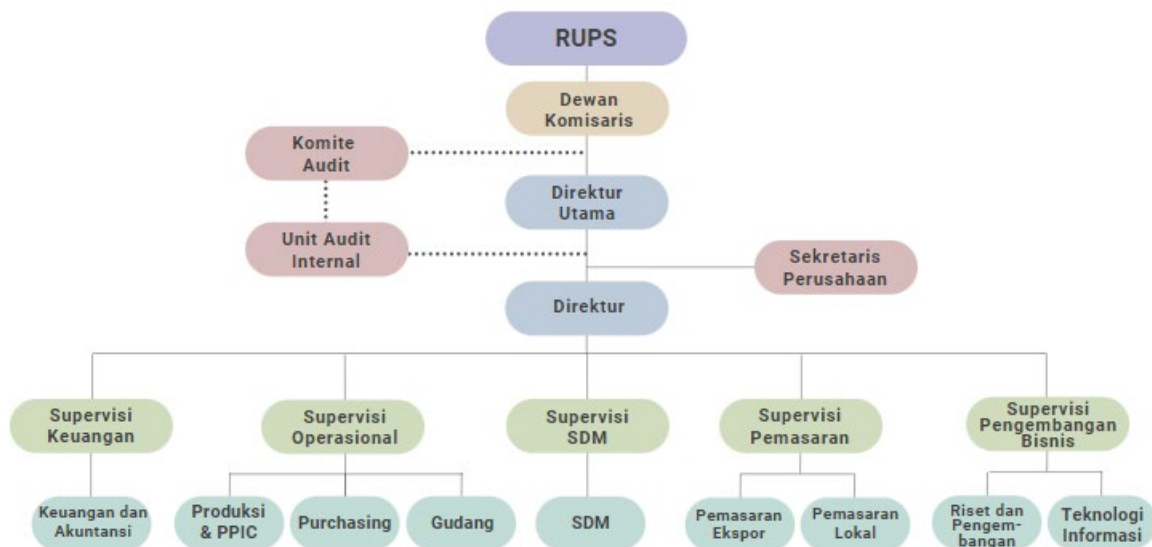 RUPS
Dewan
Komisaris
Komite
Audit
Direktur
Utama
Unit Audit
Internal
Sekretaris
Perusahaan
Direktur
Supervisi
Keuangan
Supervisi
Operasional
Supervisi
SDM
Supervisi
Pemasaran
Supervisi
Pengembangan
Bisnis
Keuangan dan
Akuntansi
Produksi
& PPIC
Purchasing
Gudang
SDM
Pemasaran
Ekspor
Pemasaran
Lokal
Riset dan
Pengem-
bangan
Teknologi
Informasi